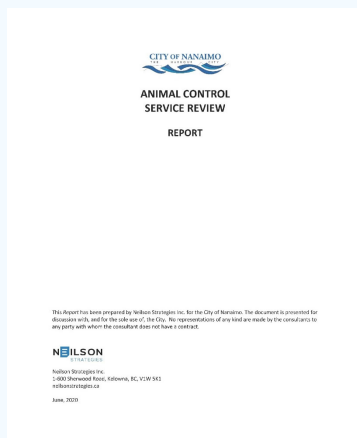 CITY OF NANAIMO
THE HARBOUR CITY
ANIMAL CONTROL
SERVICE REVIEW
REPORT
This Report has been prepared by Neilson Strategies Inc. for the City of Nanaimo. The document is presented for
discussion with, and for the sole use of, the City. No representations of any kind are made by the consultants to
any party with whom the consultant does not have a contract.
NEILSON
STRATEGIES
Neilson Strategies Inc.
1-600 Sherwood Road, Kelowna, BC, V1W 5K1
neilsonstrategies.ca
June, 2020